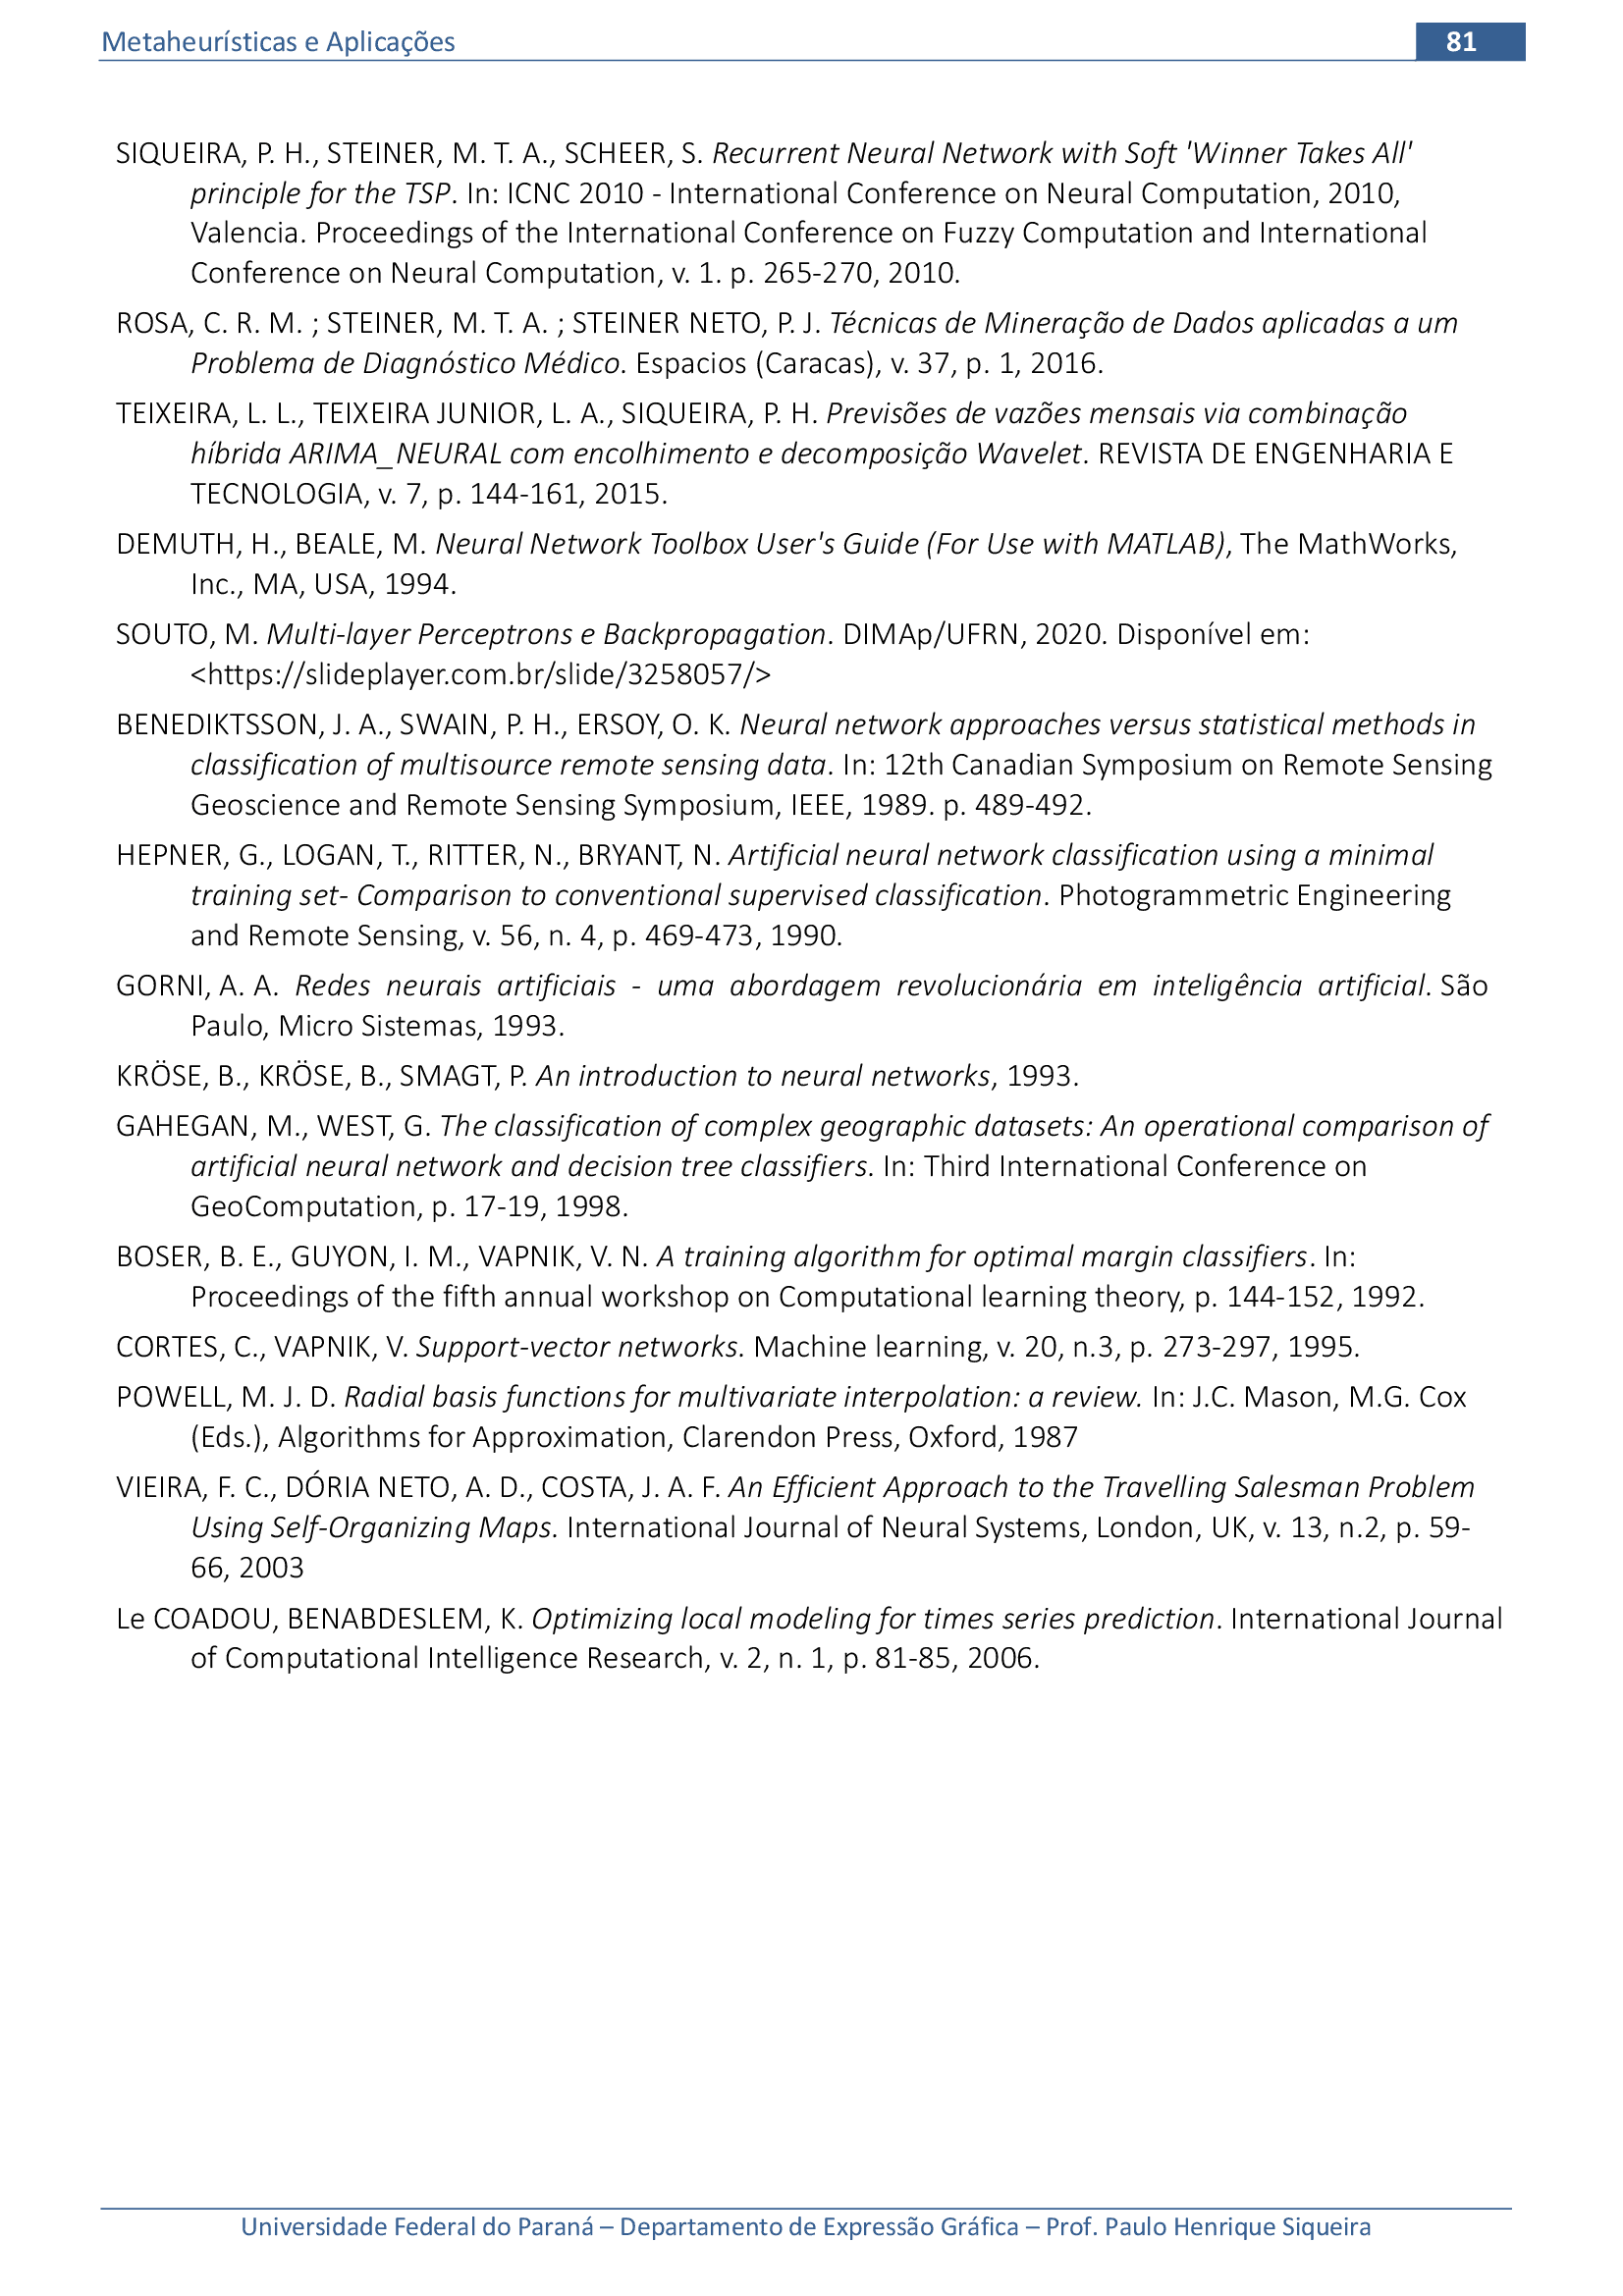 Metaheurísticas e Aplicações 81
SIQUEIRA, P. H., STEINER, M. T. A., SCHEER, S. Recurrent Neural Network with Soft 'Winner Takes All'
principle for the TSP. In: ICNC 2010 - International Conference on Neural Computation, 2010,
Valencia. Proceedings of the International Conference on Fuzzy Computation and International
Conference on Neural Computation, v. 1. p. 265-270, 2010.
ROSA, C. R. M. ; STEINER, M. T. A. ; STEINER NETO, P. J. Técnicas de Mineração de Dados aplicadas a um
Problema de Diagnóstico Médico. Espacios (Caracas), v. 37, p. 1, 2016.
TEIXEIRA, L. L., TEIXEIRA JUNIOR, L. A., SIQUEIRA, P. H. Previsões de vazões mensais via combinação
híbrida ARIMA_NEURAL com encolhimento e decomposição Wavelet. REVISTA DE ENGENHARIA E
TECNOLOGIA, v. 7, p. 144-161, 2015.
DEMUTH, H., BEALE, M. Neural Network Toolbox User's Guide (For Use with MATLAB), The MathWorks,
Inc., MA, USA, 1994.
SOUTO, M. Multi-layer Perceptrons e Backpropagation. DIMAp/UFRN, 2020. Disponível em:
<https://slideplayer.com.br/slide/3258057/>
BENEDIKTSSON, J. A., SWAIN, P. H., ERSOY, O. K. Neural network approaches versus statistical methods in
classification of multisource remote sensing data. In: 12th Canadian Symposium on Remote Sensing
Geoscience and Remote Sensing Symposium, IEEE, 1989. p. 489-492.
HEPNER, G., LOGAN, T., RITTER, N., BRYANT, N. Artificial neural network classification using a minimal
training set- Comparison to conventional supervised classification. Photogrammetric Engineering
and Remote Sensing, v. 56, n. 4, p. 469-473, 1990.
GORNI, A. A. Redes neurais artificiais - uma abordagem revolucionária em inteligência artificial. São
Paulo, Micro Sistemas, 1993.
KRÖSE, B., KRÖSE, B., SMAGT, P. An introduction to neural networks, 1993.
GAHEGAN, M., WEST, G. The classification of complex geographic datasets: An operational comparison of
artificial neural network and decision tree classifiers. In: Third International Conference on
GeoComputation, p. 17-19, 1998.
BOSER, B. E., GUYON, I. M., VAPNIK, V. N. A training algorithm for optimal margin classifiers. In:
Proceedings of the fifth annual workshop on Computational learning theory, p. 144-152, 1992.
CORTES, C., VAPNIK, V. Support-vector networks. Machine learning, v. 20, n.3, p. 273-297, 1995.
POWELL, M. J. D. Radial basis functions for multivariate interpolation: a review. In: J.C. Mason, M.G. Cox
(Eds.), Algorithms for Approximation, Clarendon Press, Oxford, 1987
VIEIRA, F. C., DÓRIA NETO, A. D., COSTA, J. A. F. An Efficient Approach to the Travelling Salesman Problem
Using Self-Organizing Maps. International Journal of Neural Systems, London, UK, v. 13, n.2, p. 59-
66, 2003
Le COADOU, BENABDESLEM, K. Optimizing local modeling for times series prediction. International Journal
of Computational Intelligence Research, v. 2, n. 1, p. 81-85, 2006.
Universidade Federal do Paraná – Departamento de Expressão Gráfica – Prof. Paulo Henrique Siqueira